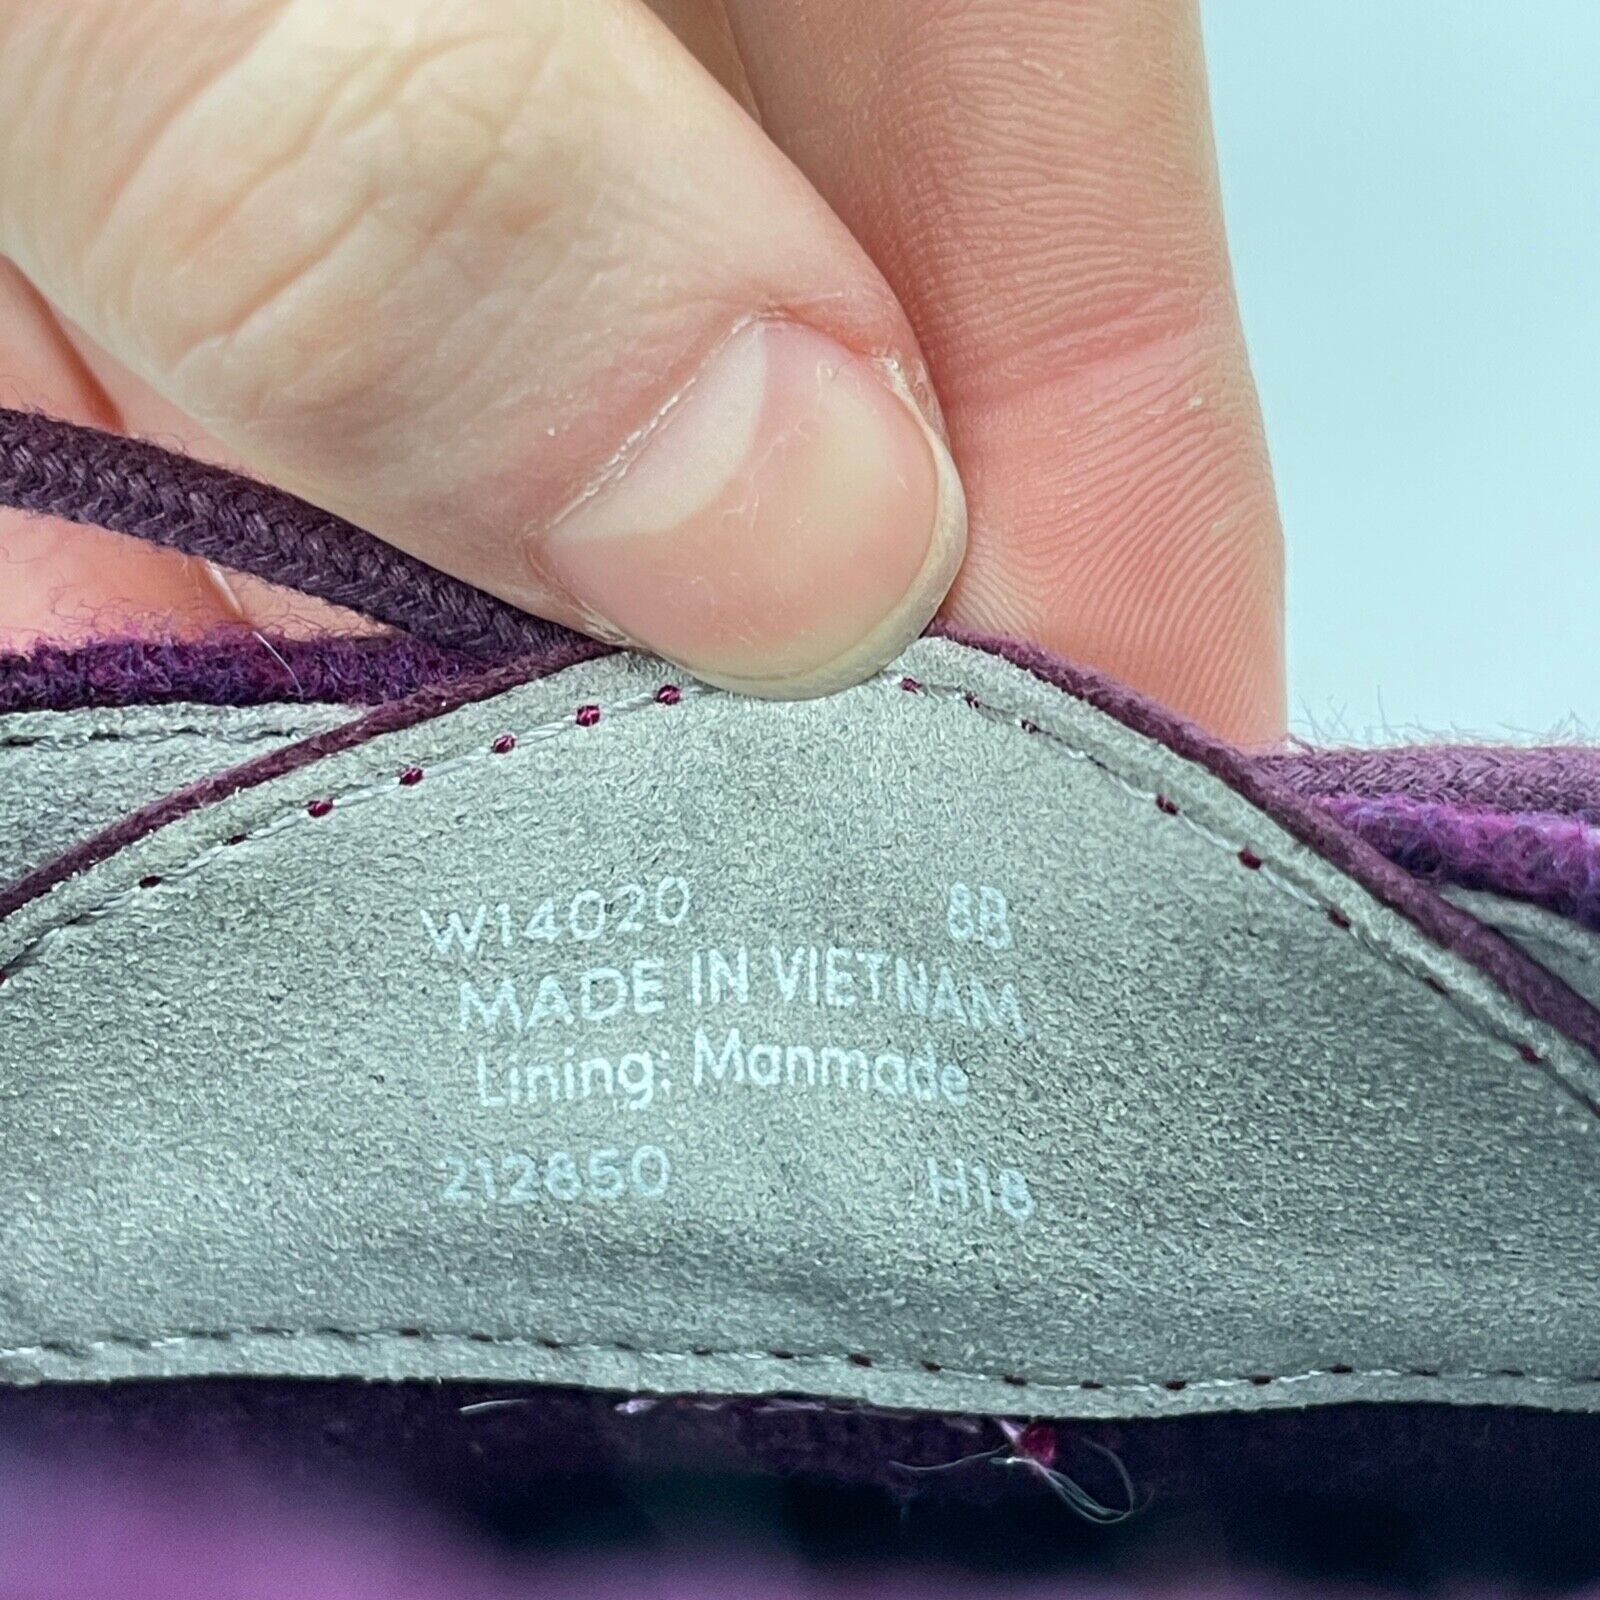 W14020 8B
MADE IN VIETNAM
Lining: Manmade
212850 H18